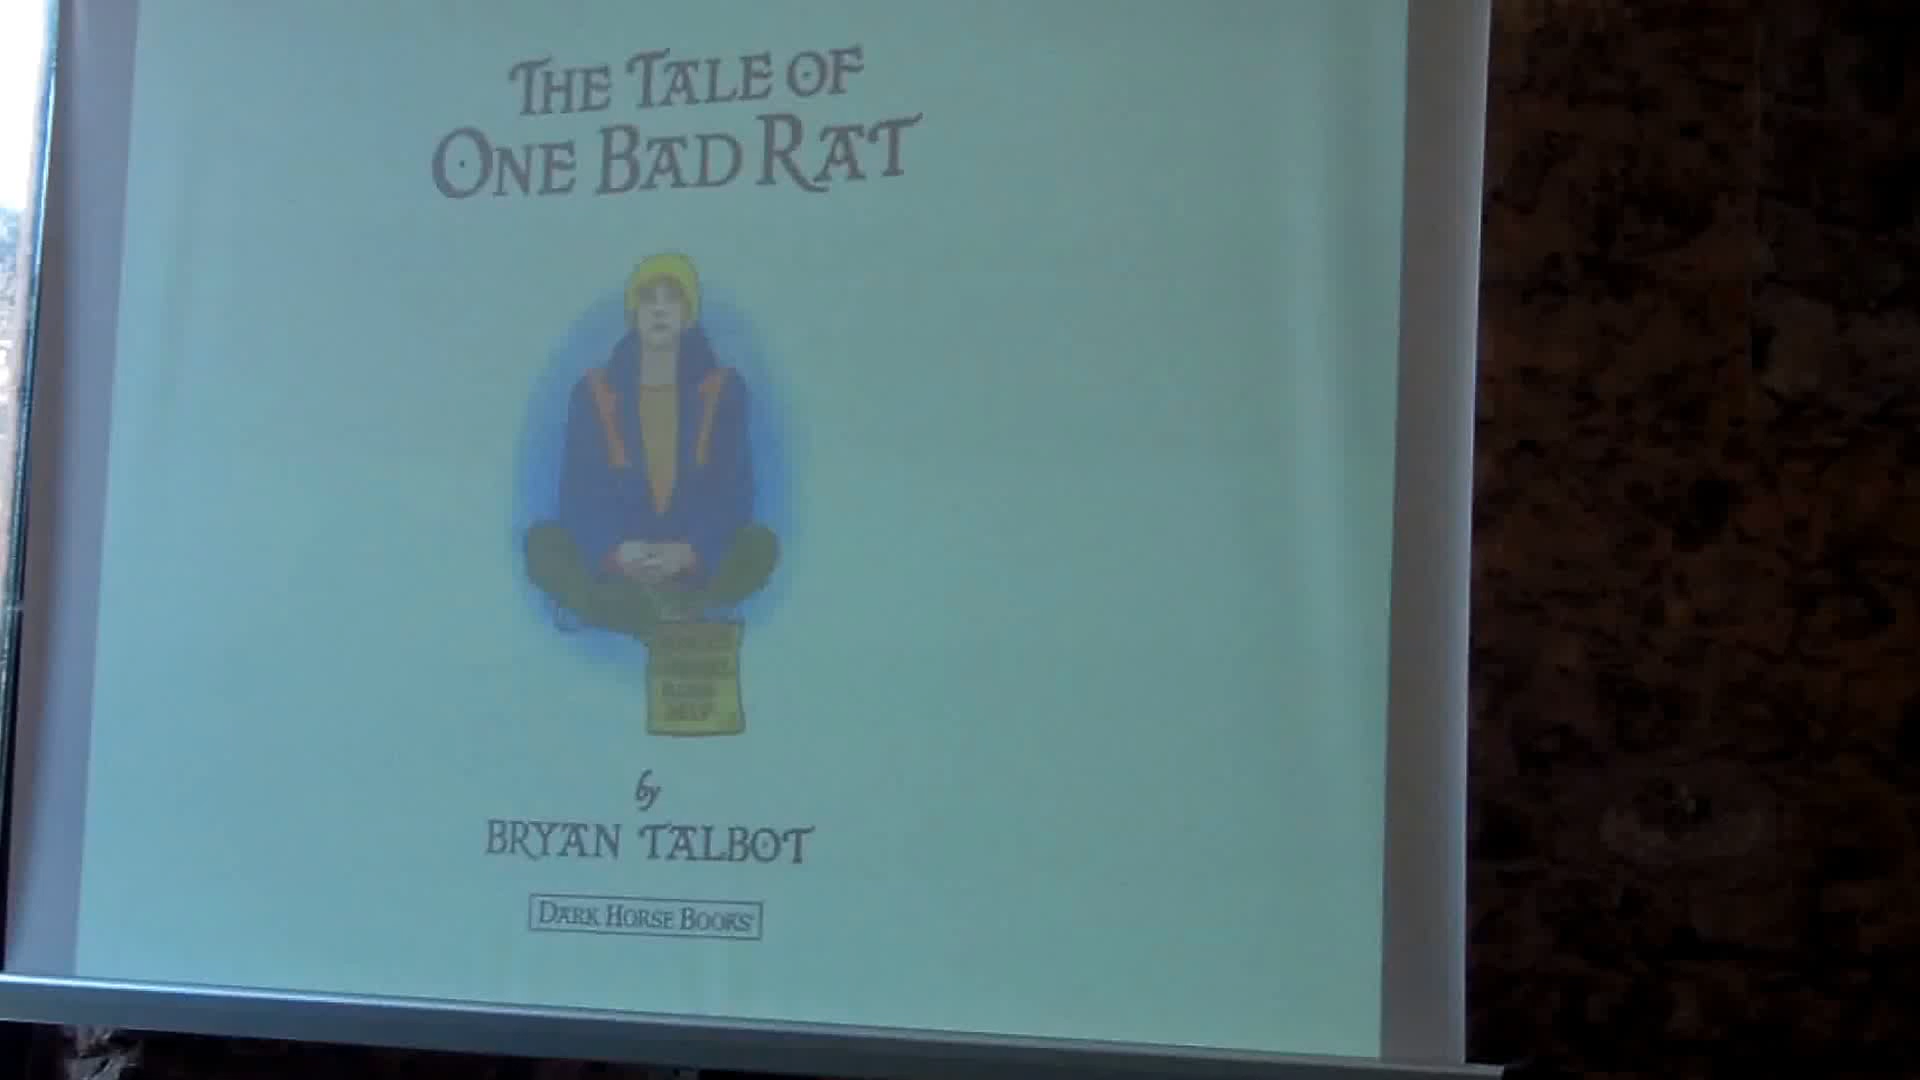 THE TALE OF
ONE BAD RAT
by
BRYAN TALBOT
DARK HORSE BOOKS